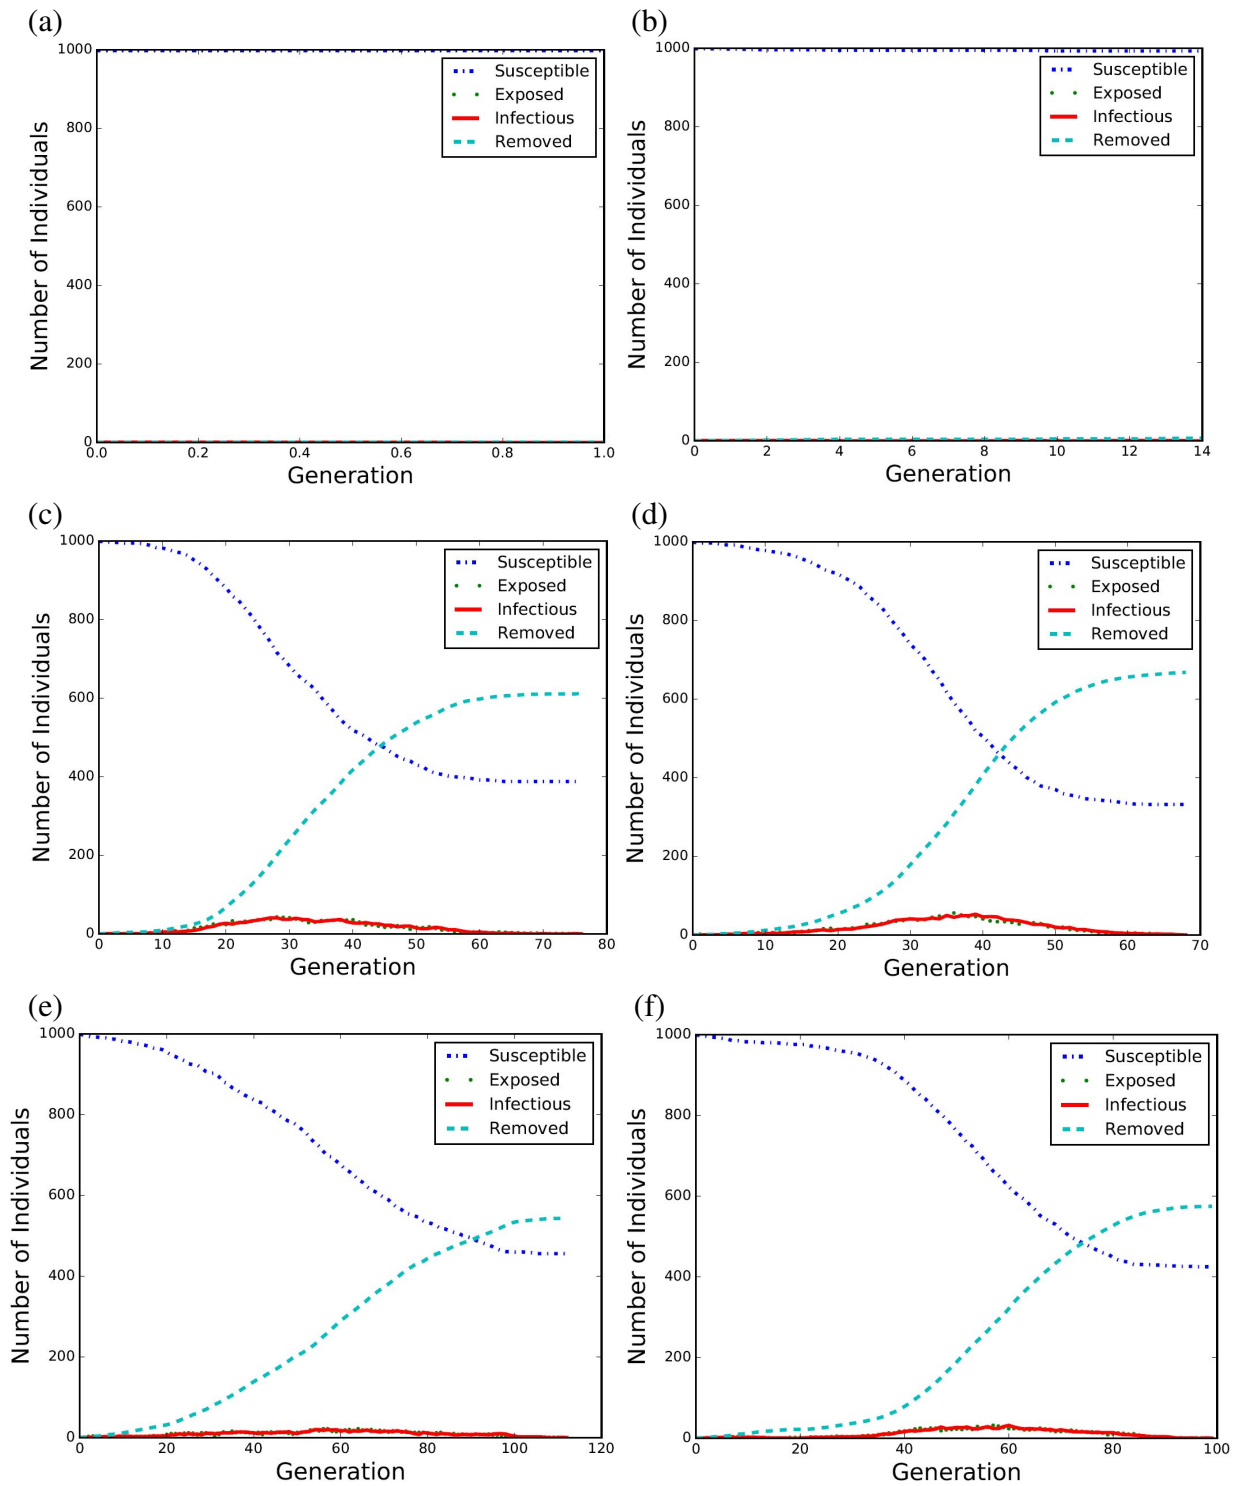 (a)
1000
800
600
400
200
0
Number of Individuals
Susceptible
Exposed
Infectious
Removed
0.0 0.2 0.4 0.6 0.8 1.0
Generation
(b)
1000
800
600
400
200
0
Number of Individuals
Susceptible
Exposed
Infectious
Removed
0 2 4 6 8 10 12 14
Generation
(c)
1000
800
600
400
200
0
Number of Individuals
Susceptible
Exposed
Infectious
Removed
0 10 20 30 40 50 60 70 80
Generation
(d)
1000
800
600
400
200
0
Number of Individuals
Susceptible
Exposed
Infectious
Removed
0 10 20 30 40 50 60 70
Generation
(e)
1000
800
600
400
200
0
Number of Individuals
Susceptible
Exposed
Infectious
Removed
0 20 40 60 80 100 120
Generation
(f)
1000
800
600
400
200
0
Number of Individuals
Susceptible
Exposed
Infectious
Removed
0 20 40 60 80 100
Generation